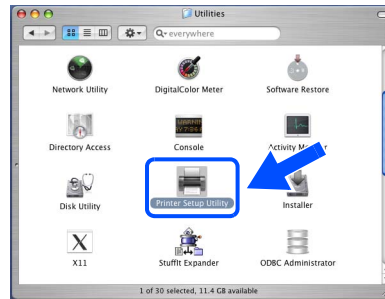 Utilities
everywhere
Network Utility
DigitalColor Meter
Software Restore
Directory Access
Console
Activity Mo
Disk Utility
Printer Setup Utility
Installer
X11
StuffIt Expander
ODBC Administrator
1 of 30 selected, 11.4 GB available